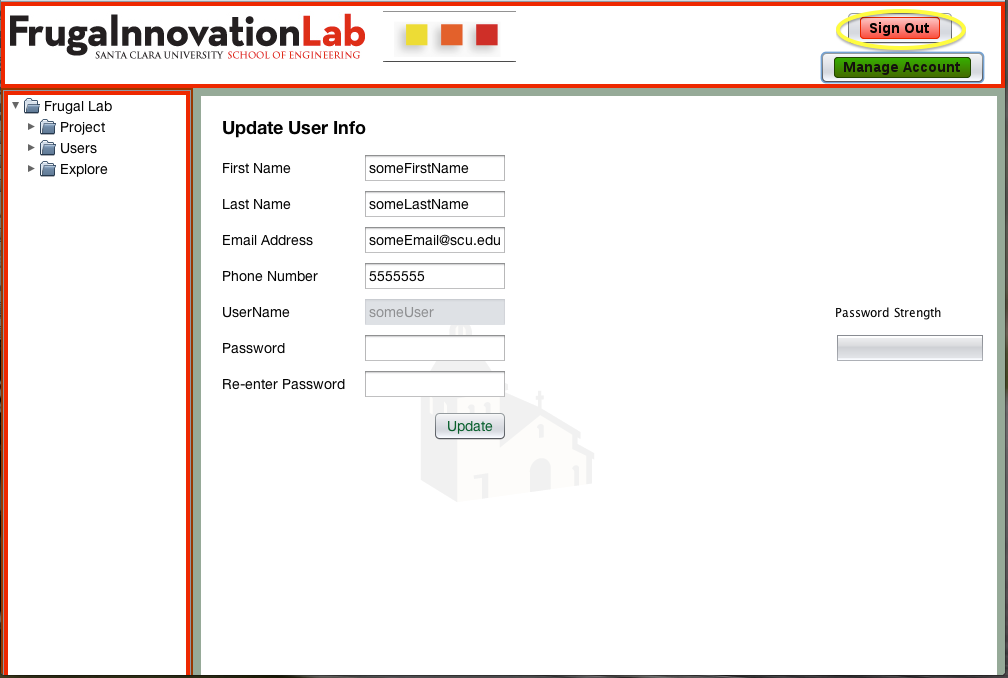 FrugalInnovationLab
SANTA CLARA UNIVERSITY SCHOOL OF ENGINEERING
Sign Out
Manage Account
Frugal Lab
Project
Users
Explore
Update User Info
First Name someFirstName
Last Name someLastName
Email Address someEmail@scu.edu
Phone Number 5555555
UserName someUser
Password Strength
Password
Re-enter Password
Update